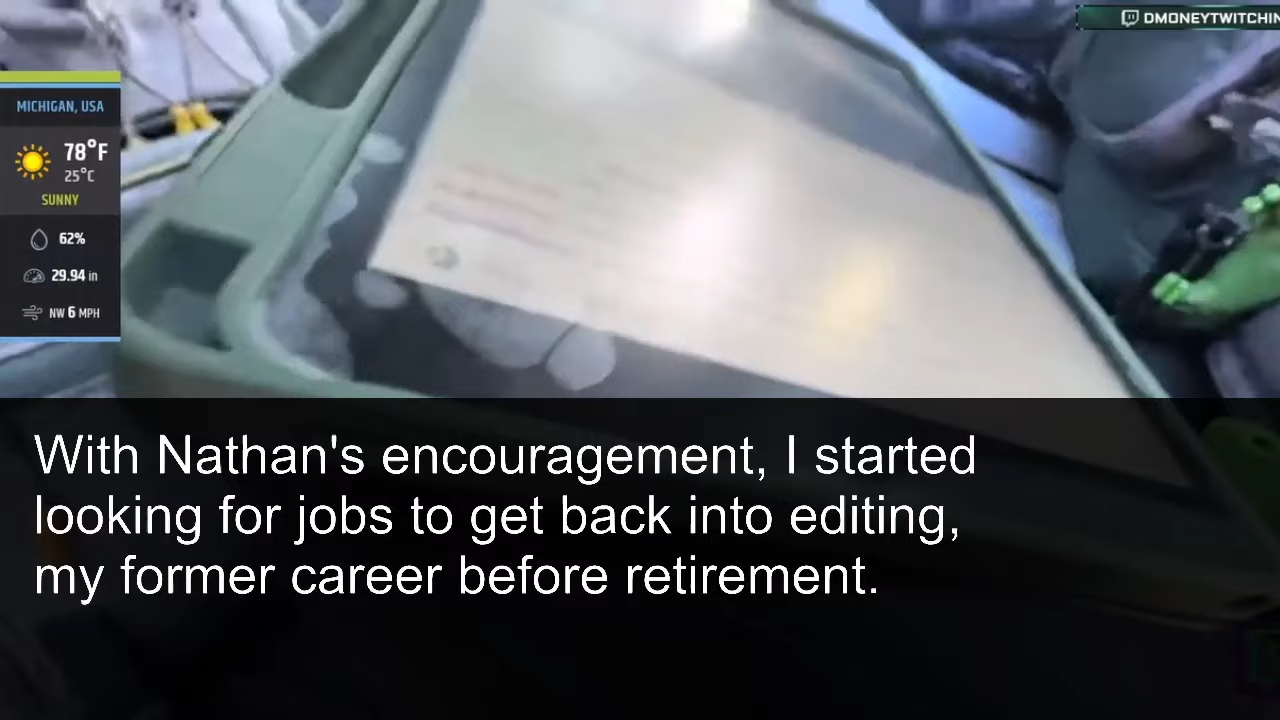 DMONEYTWITCHIN
MICHIGAN, USA
78°F
25°C
SUNNY
62%
29.94 in
NW 6 MPH
With Nathan's encouragement, I started
looking for jobs to get back into editing,
my former career before retirement.